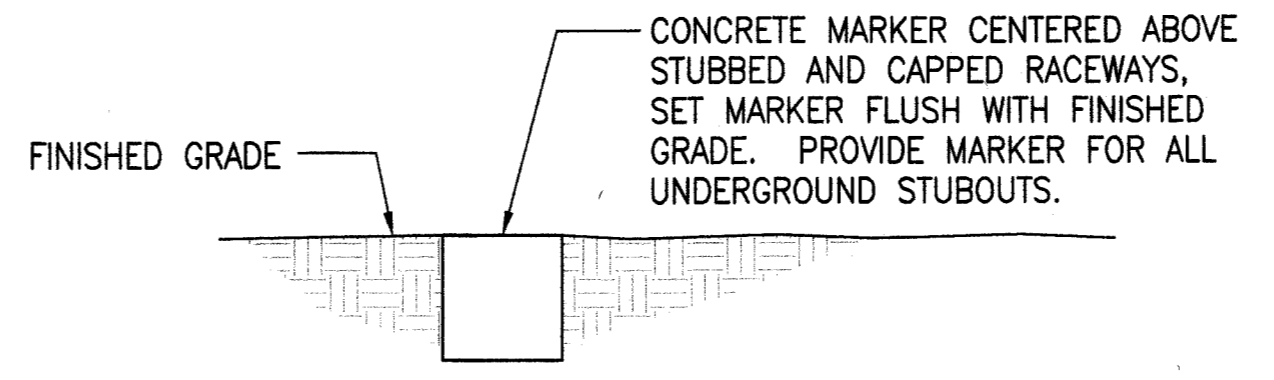 CONCRETE MARKER CENTERED ABOVE
STUBBED AND CAPPED RACEWAYS,
SET MARKER FLUSH WITH FINISHED
GRADE. PROVIDE MARKER FOR ALL
UNDERGROUND STUBOUTS.
FINISHED GRADE